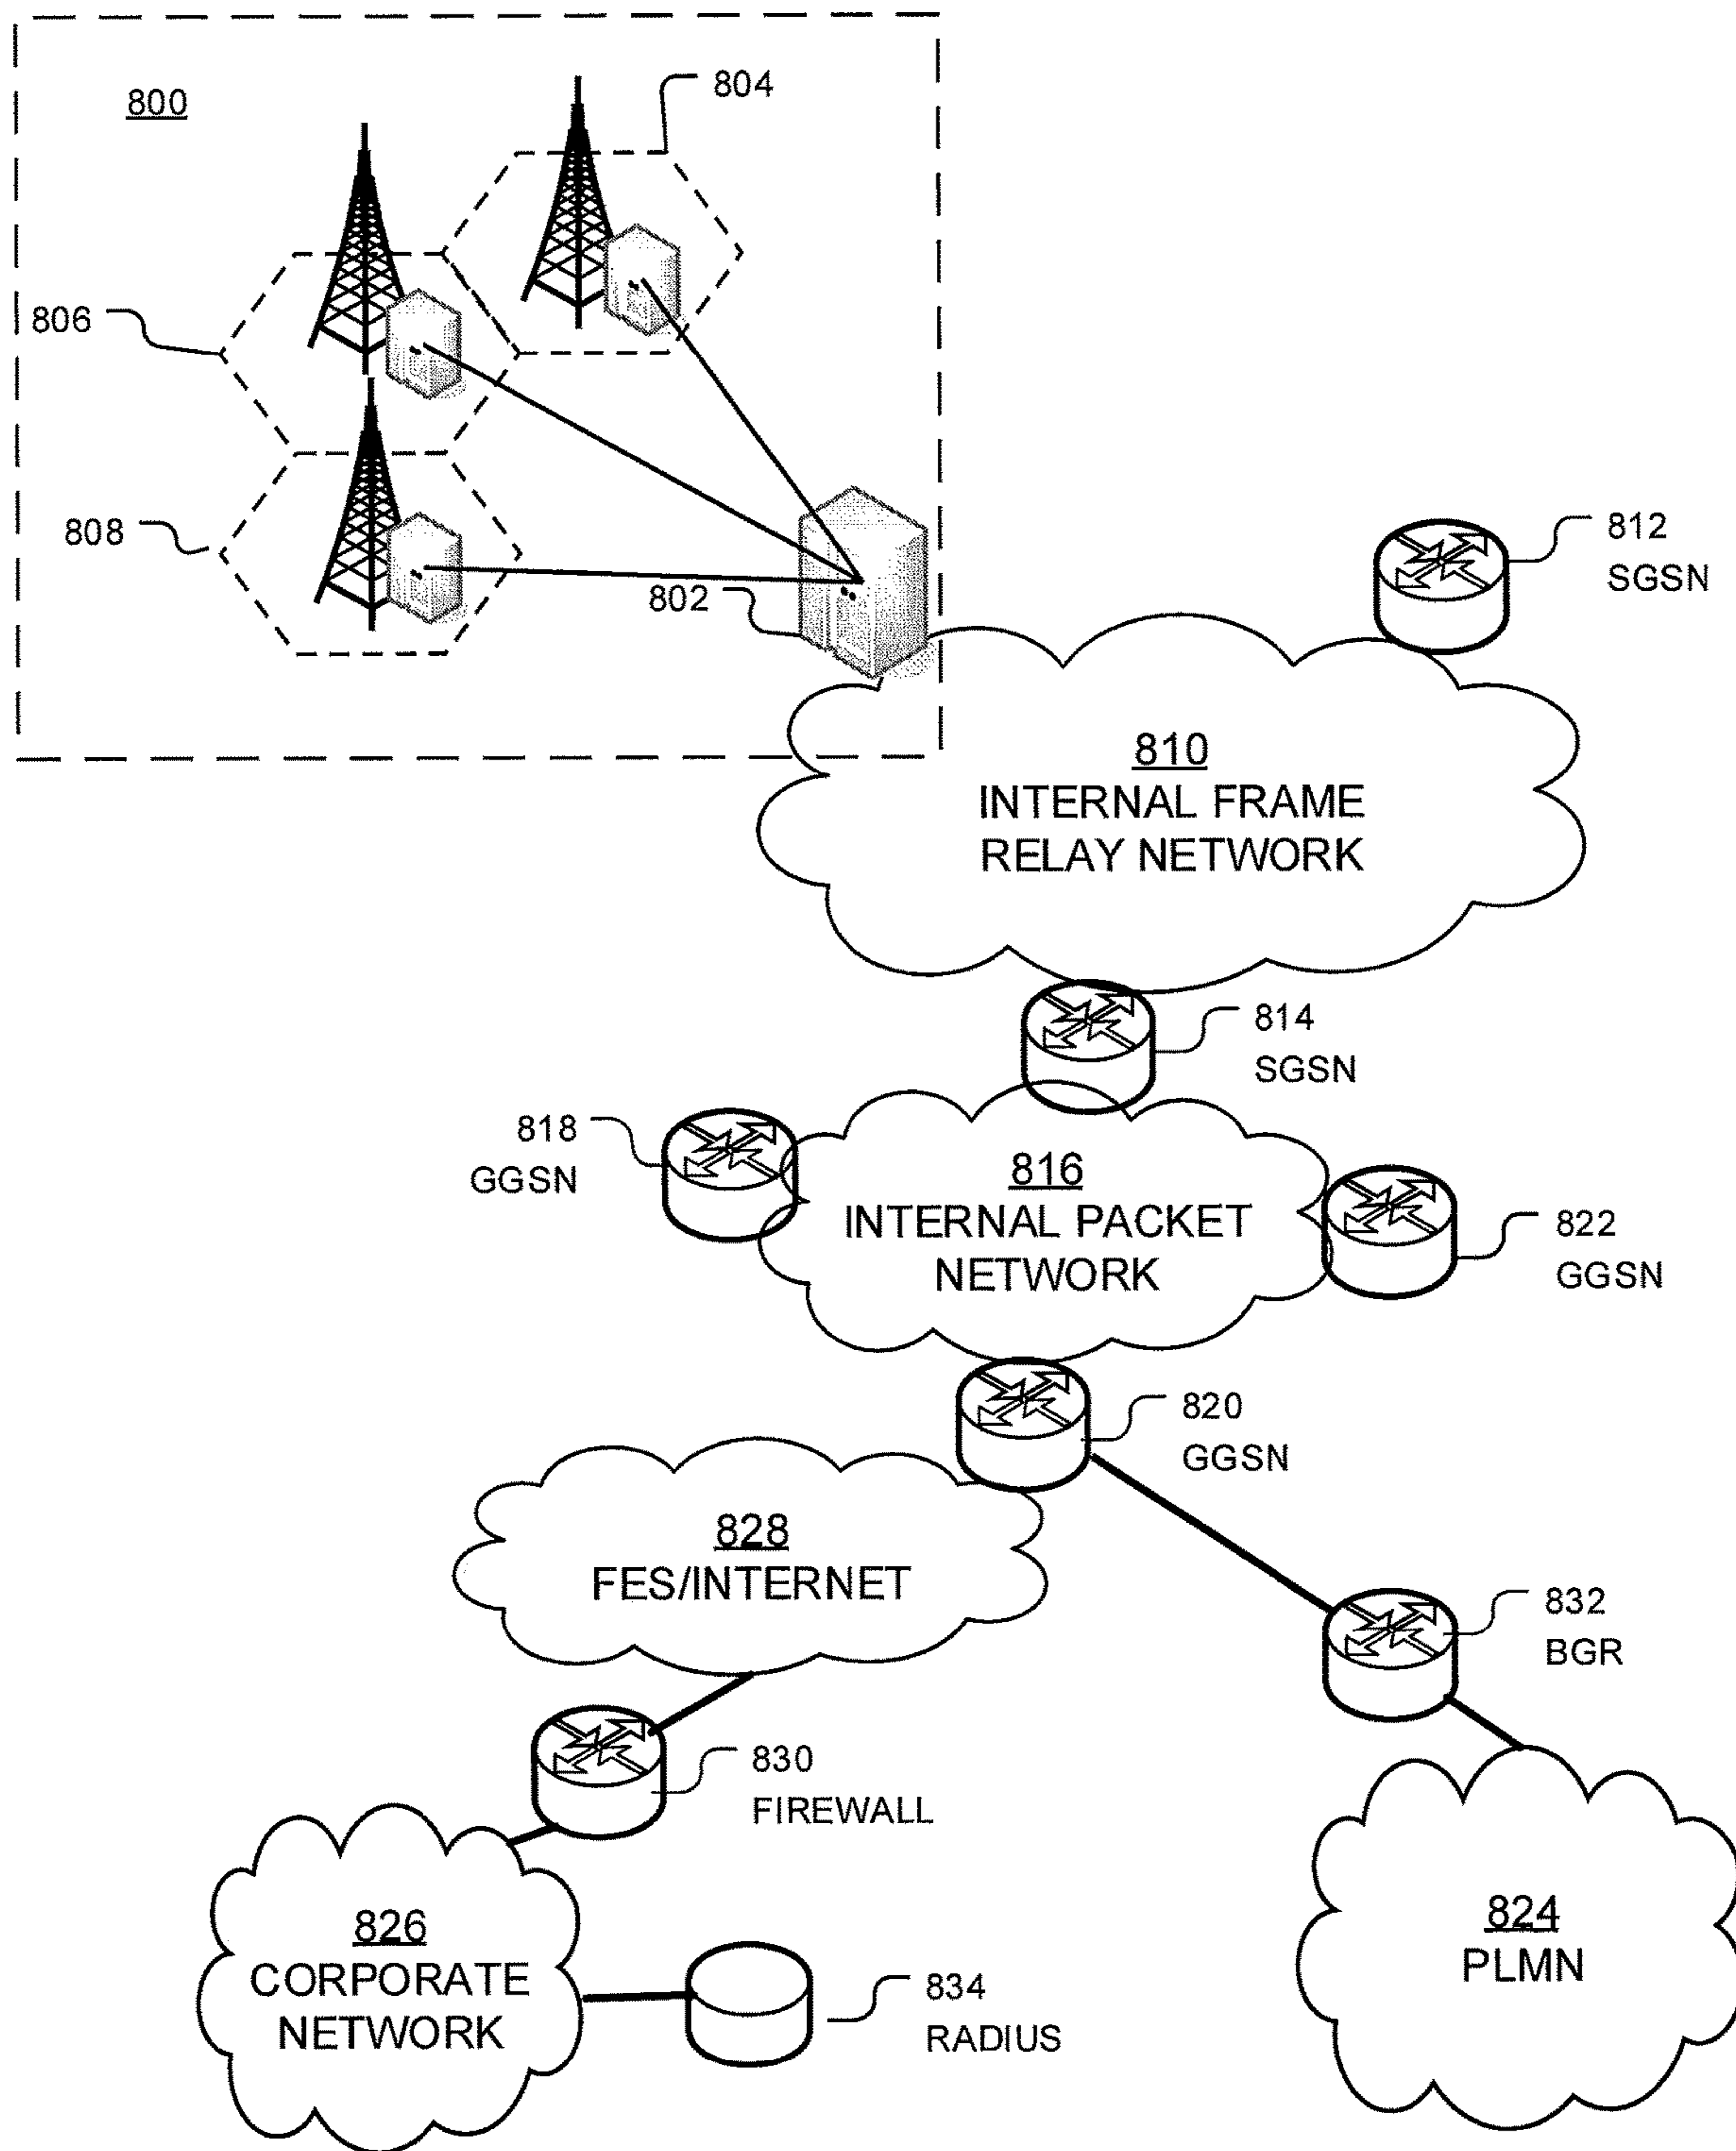 800
804
806
808
802
812
SGSN
810
INTERNAL FRAME
RELAY NETWORK
814
SGSN
818
GGSN
816
INTERNAL PACKET
NETWORK
822
GGSN
820
GGSN
828
FES/INTERNET
832
BGR
830
FIREWALL
826
CORPORATE
NETWORK
824
PLMN
834
RADIUS